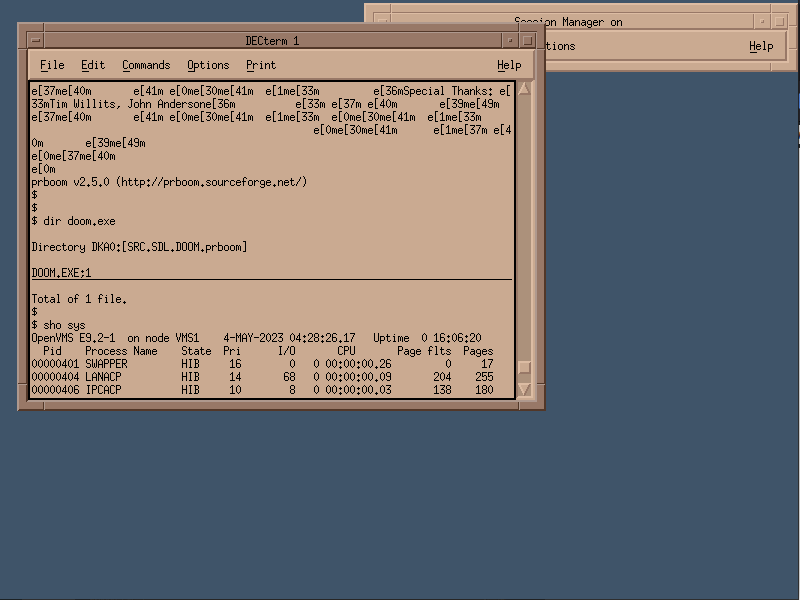 Session Manager on
DECterm 1
tions Help
File Edit Commands Options Print Help
e[37me[40m e[41m e[0me[30me[41m e[1me[33m e[36mSpecial Thanks: e[
33mTim Willits, John Andersone[36m e[33m e[37m e[40m e[39me[49m
e[37me[40m e[41m e[0me[30me[41m e[1me[33m e[0me[30me[41m e[1me[33m
e[0me[30me[41m e[1me[37m e[4
0m e[39me[49m
e[0me[37me[40m
e[0m
prboom v2.5.0 (http://prboom.sourceforge.net/)
$
$
$ dir doom.exe
Directory DKA0:[SRC.SDL.DOOM.prboom]
DOOM.EXE;1
Total of 1 file.
$
$ sho sys
OpenVMS E9.2-1 on node VMS1 4-MAY-2023 04:28:26.17 Uptime 0 16:06:20
Pid Process Name State Pri I/O CPU Page flts Pages
00000401 SWAPPER HIB 16 0 0 00:00:00.26 0 17
00000404 LANACP HIB 14 68 0 00:00:00.09 204 255
00000406 IPCACP HIB 10 8 0 00:00:00.03 138 180